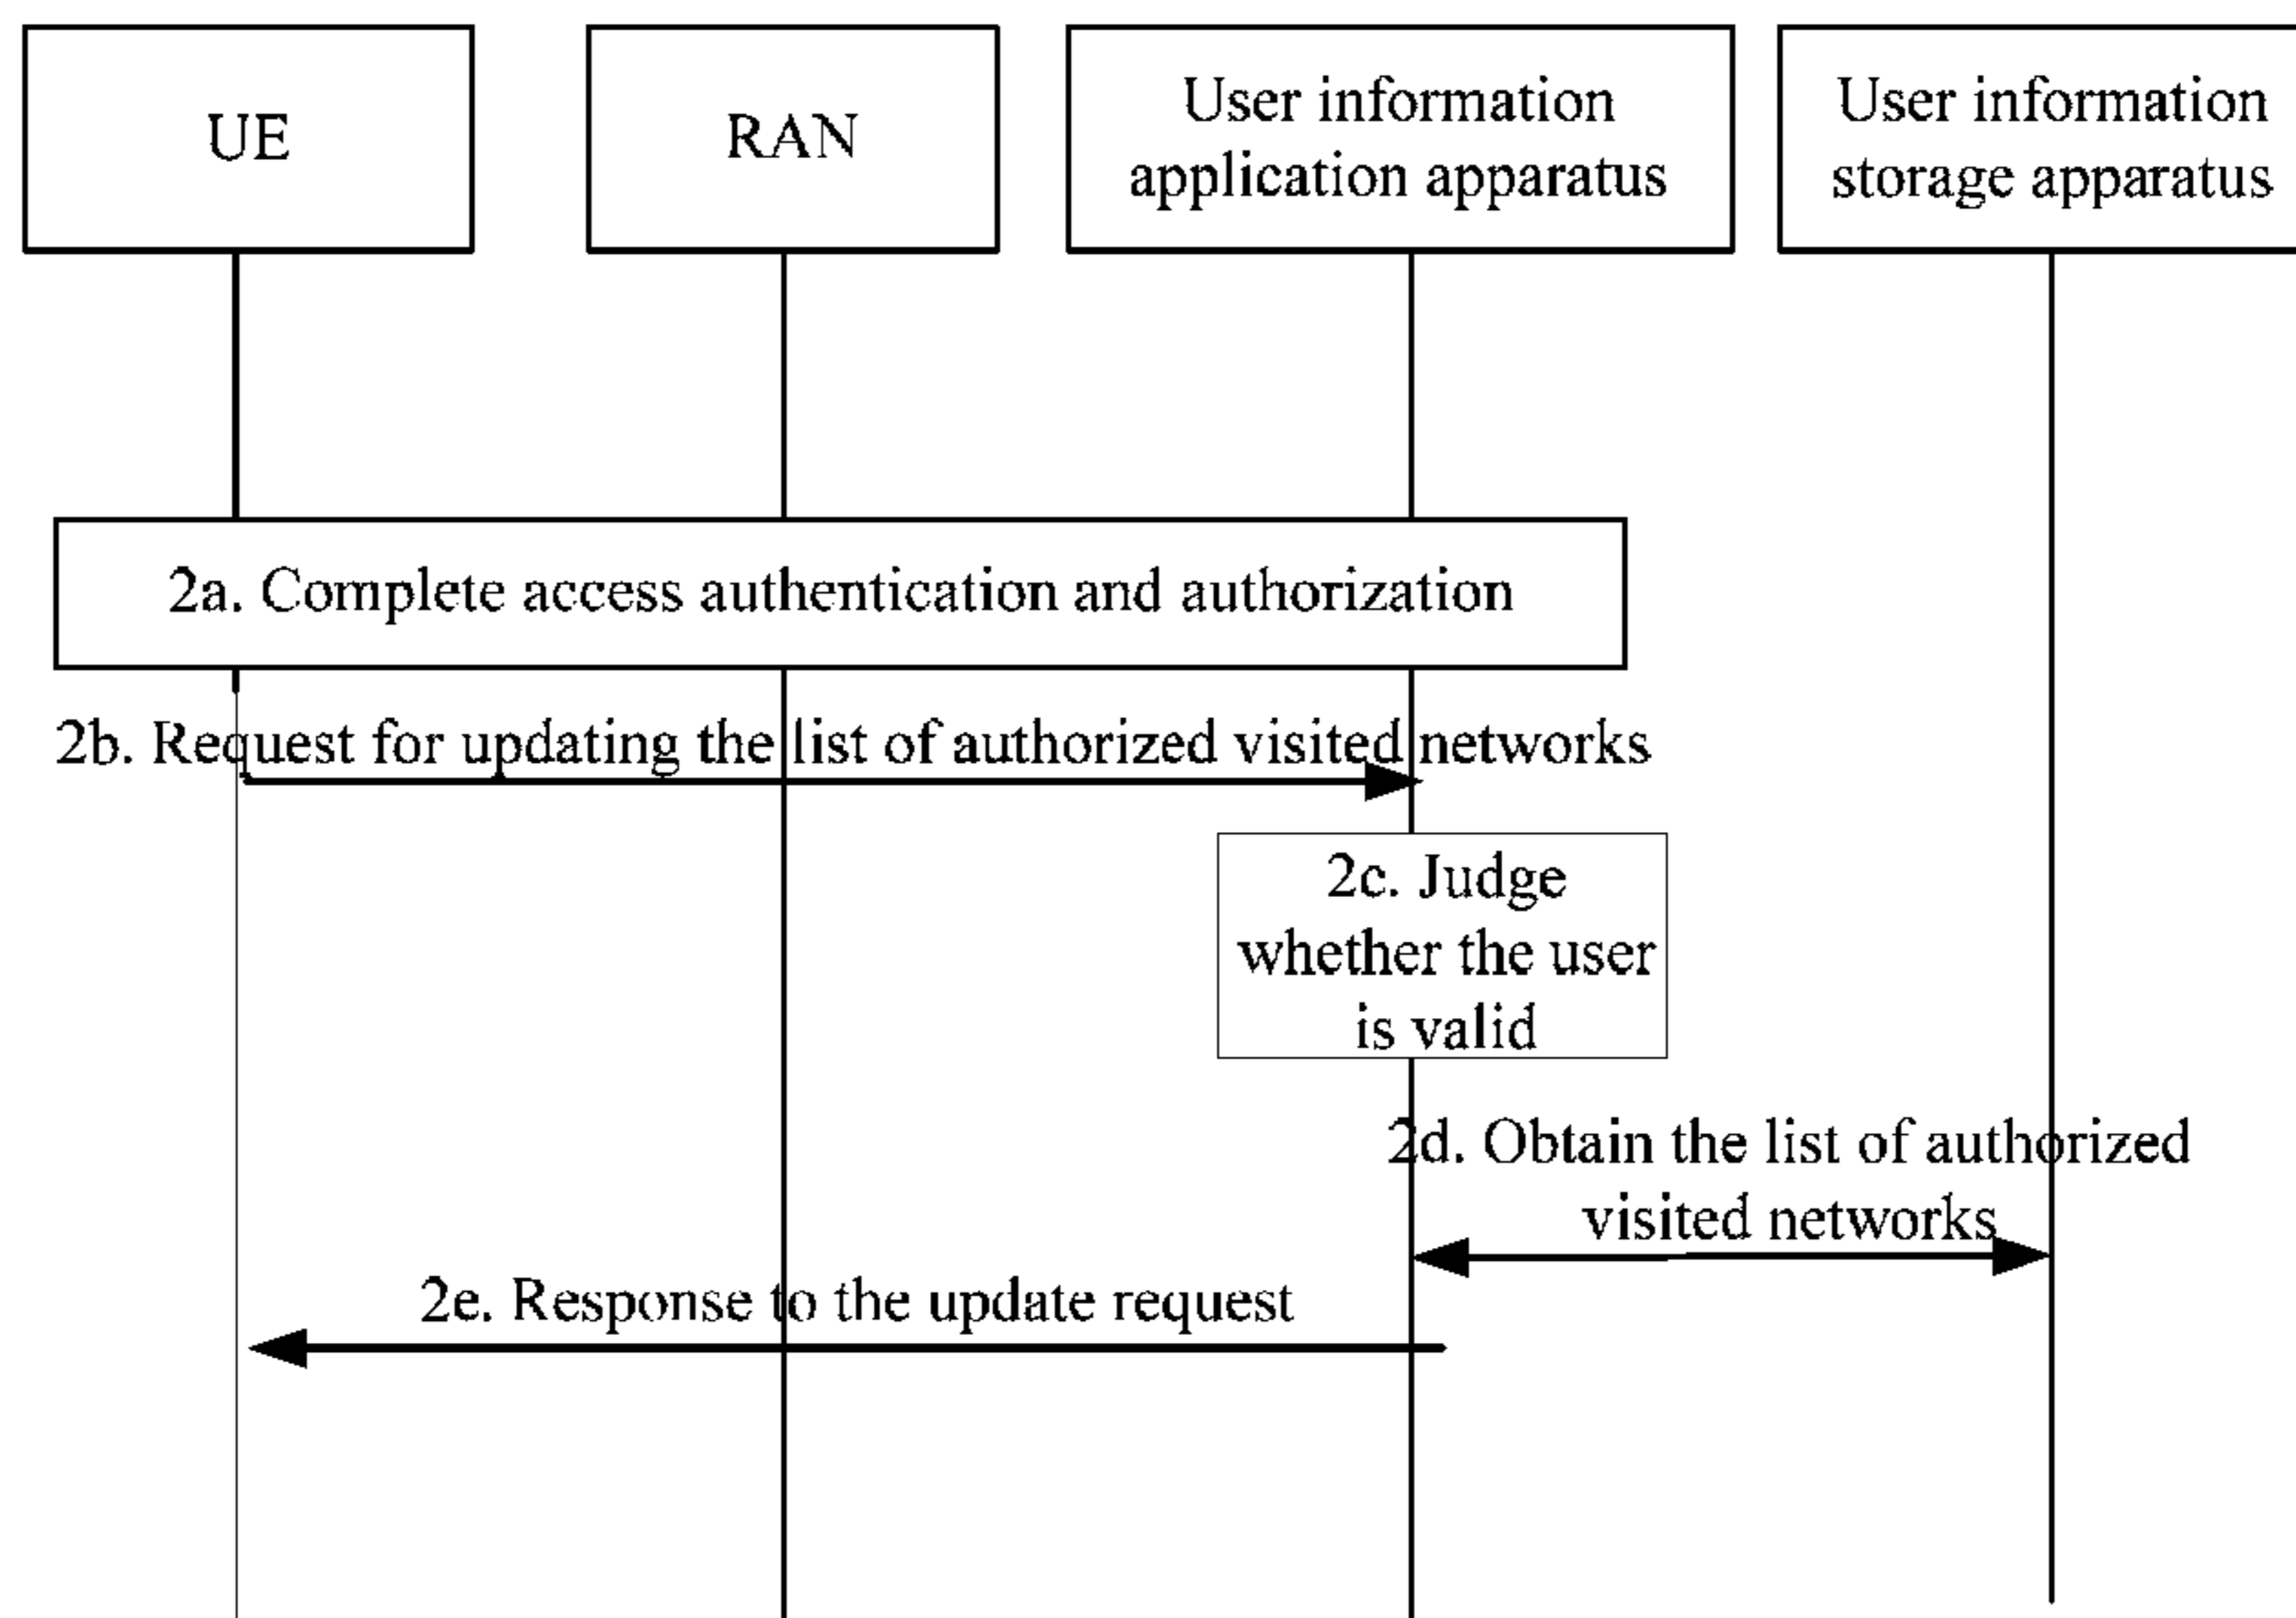 UE
RAN
User information
application apparatus
User information
storage apparatus
2a. Complete access authentication and authorization
2b. Request for updating the list of authorized visited networks
2c. Judge
whether the user
is valid
2d. Obtain the list of authorized
visited networks
2e. Response to the update request